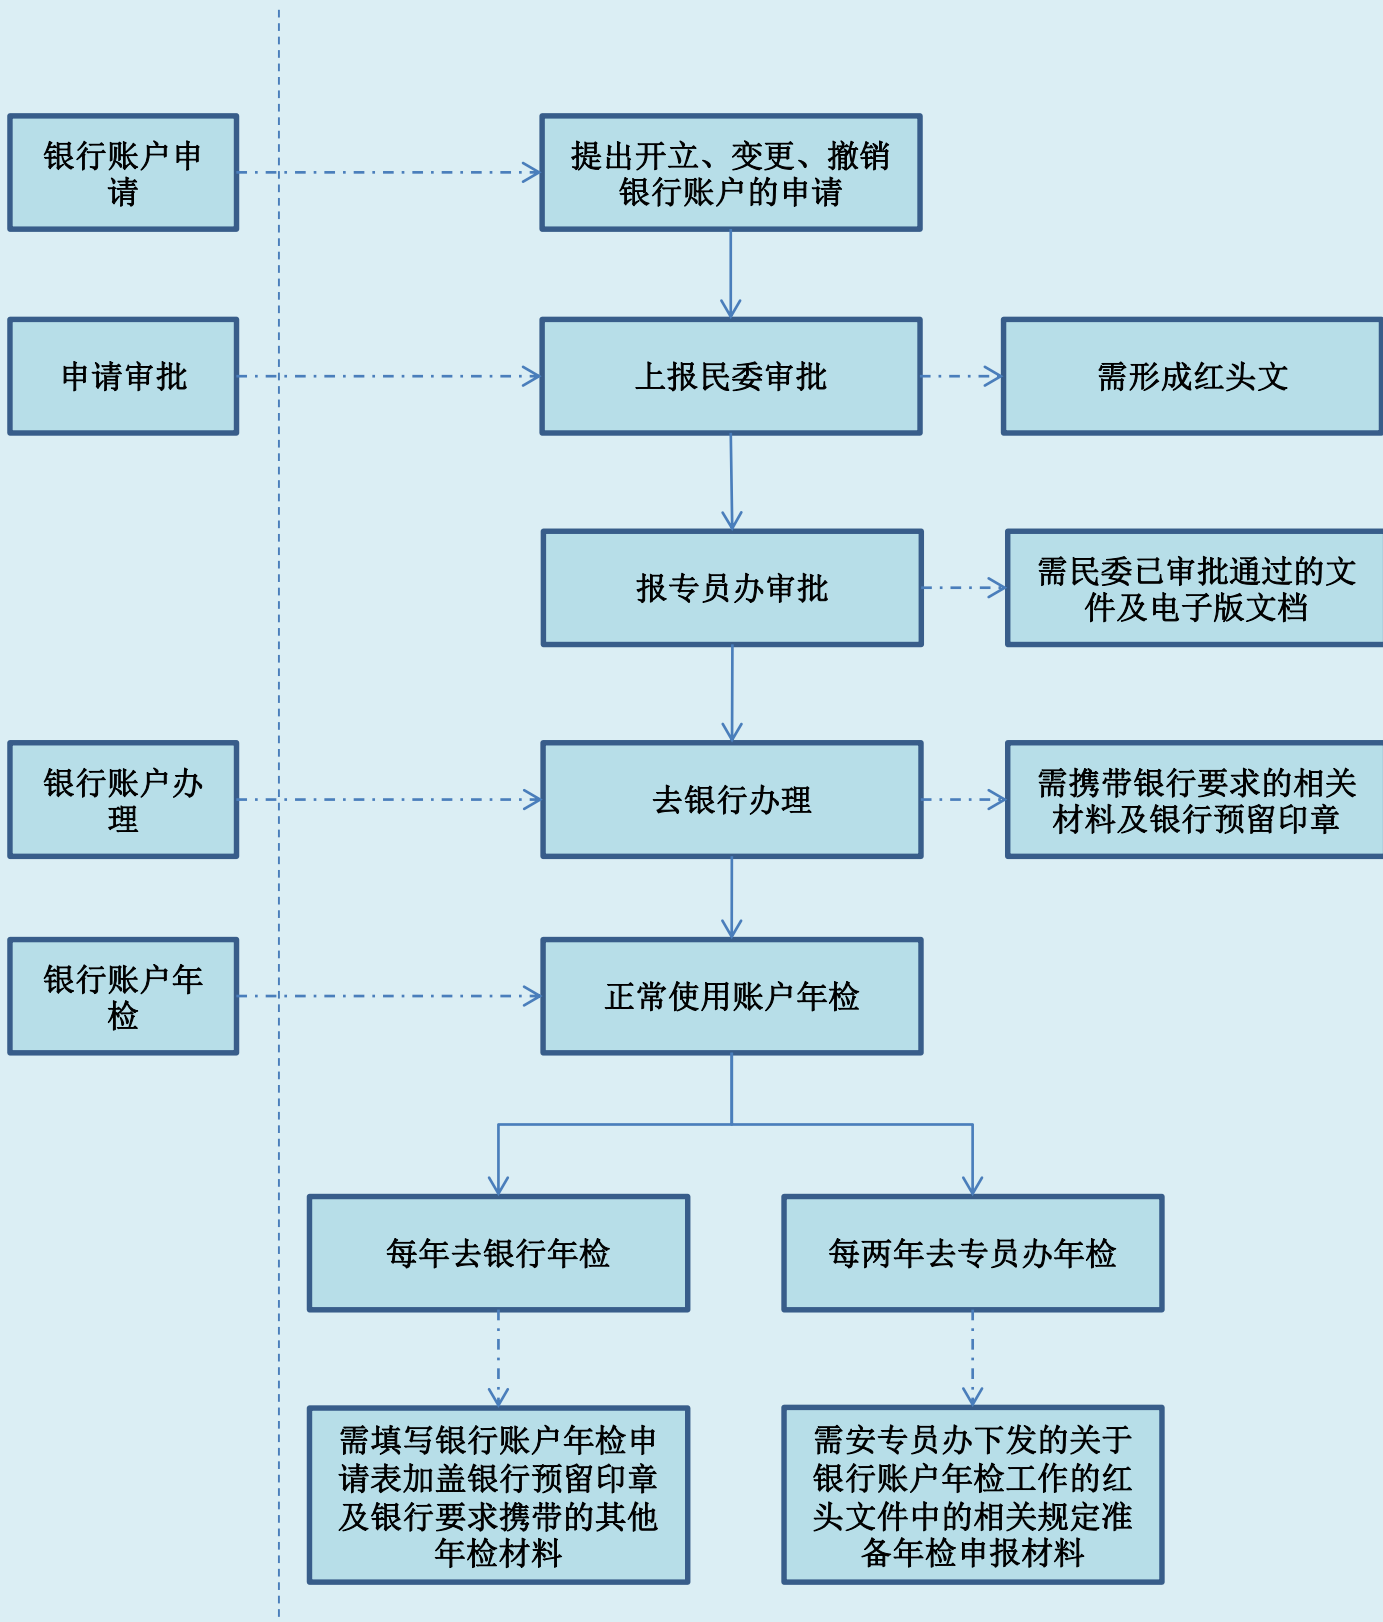 银行账户申
请
提出开立、变更、撤销
银行账户的申请
申请审批
上报民委审批
需形成红头文
报专员办审批
需民委已审批通过的文
件及电子版文档
银行账户办
理
去银行办理
需携带银行要求的相关
材料及银行预留印章
银行账户年
检
正常使用账户年检
每年去银行年检
每两年去专员办年检
需填写银行账户年检申
请表加盖银行预留印章
及银行要求携带的其他
年检材料
需安专员办下发的关于
银行账户年检工作的红
头文件中的相关规定准
备年检申报材料